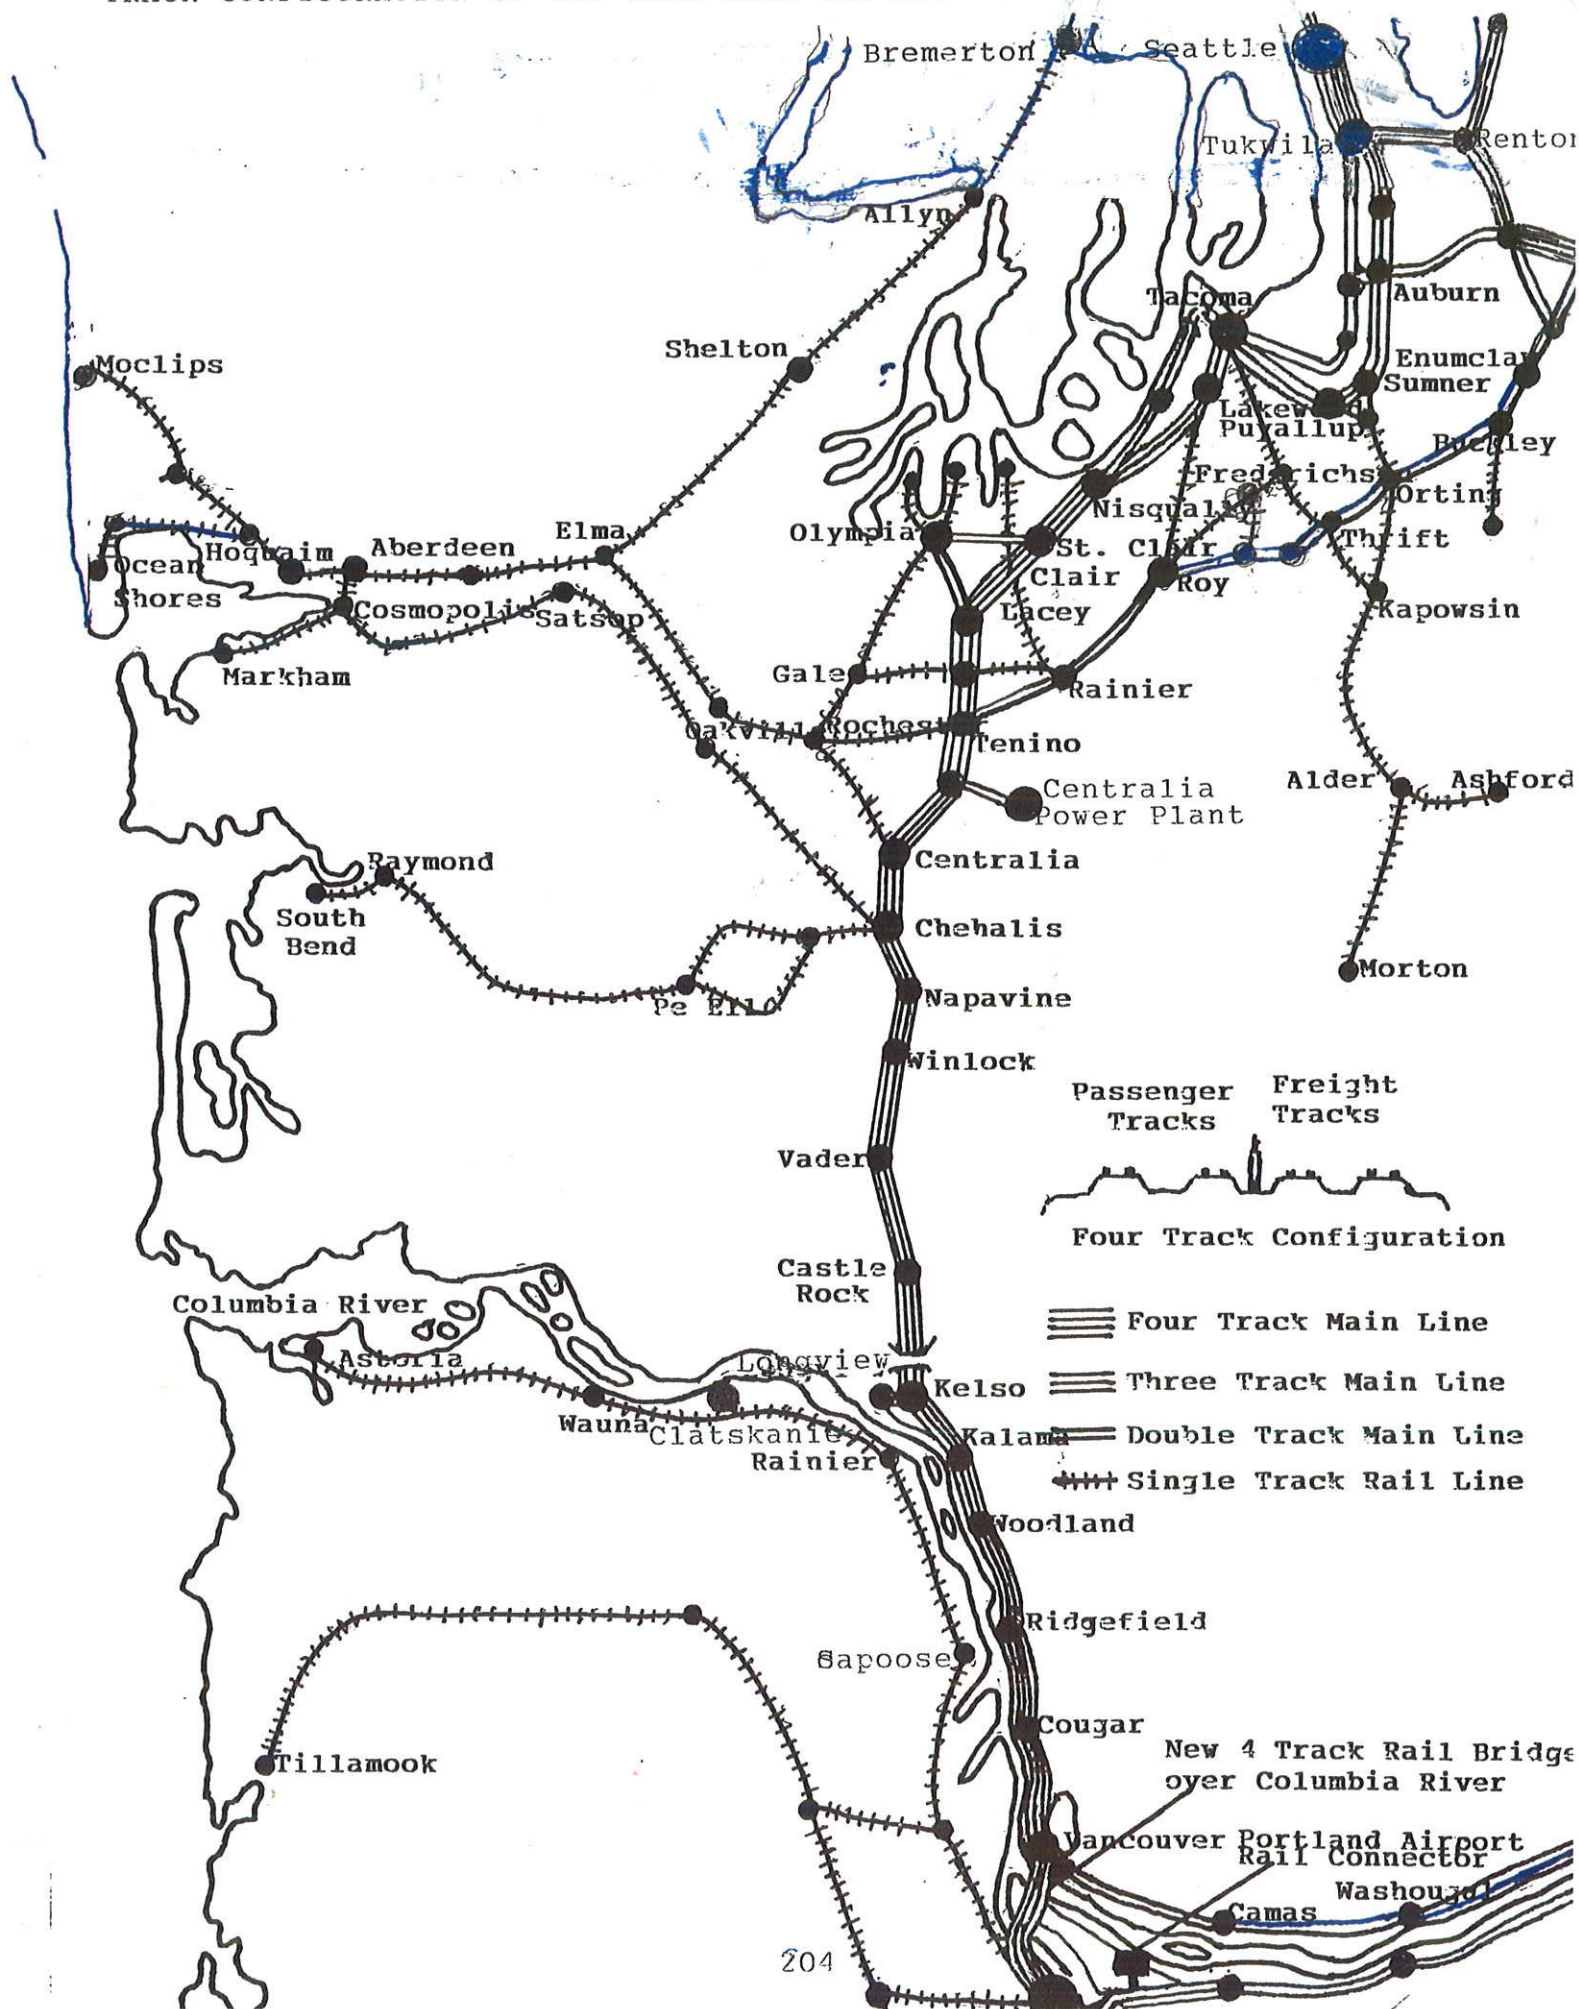 Bremerton
Seattle
Tukwila
Renton
Allyn
Tacoma
Auburn
Shelton
Moclips
Enumclaw
Sumner
Lakewood
Puyallup
Buckley
Fredrichs
Orting
Nisqually
Olympia
St. Clair
Clair
Thrift
Elma
Hoquaim
Aberdeen
Ocean
Shores
Roy
Cosmopolis
Satsop
Lacey
Kapowsin
Markham
Gale
Rainier
Oakville
Rochest
Tenino
Alder
Ashford
Centralia
Power Plant
Centralia
Raymond
South
Bend
Chehalis
Morton
Pe Ell
Napavine
Winlock
Passenger
Tracks
Freight
Tracks
Vader
Four Track Configuration
Castle
Rock
Columbia River
Four Track Main Line
Astoria
Longview
Kelso
Three Track Main Line
Wauna
Clatskanie
Kalama
Double Track Main Line
Rainier
Single Track Rail Line
Woodland
Ridgefield
Sapoose
Cougar
New 4 Track Rail Bridge
over Columbia River
Tillamook
Vancouver
Portland Airport
Rail Connector
Washougal
Camas
204